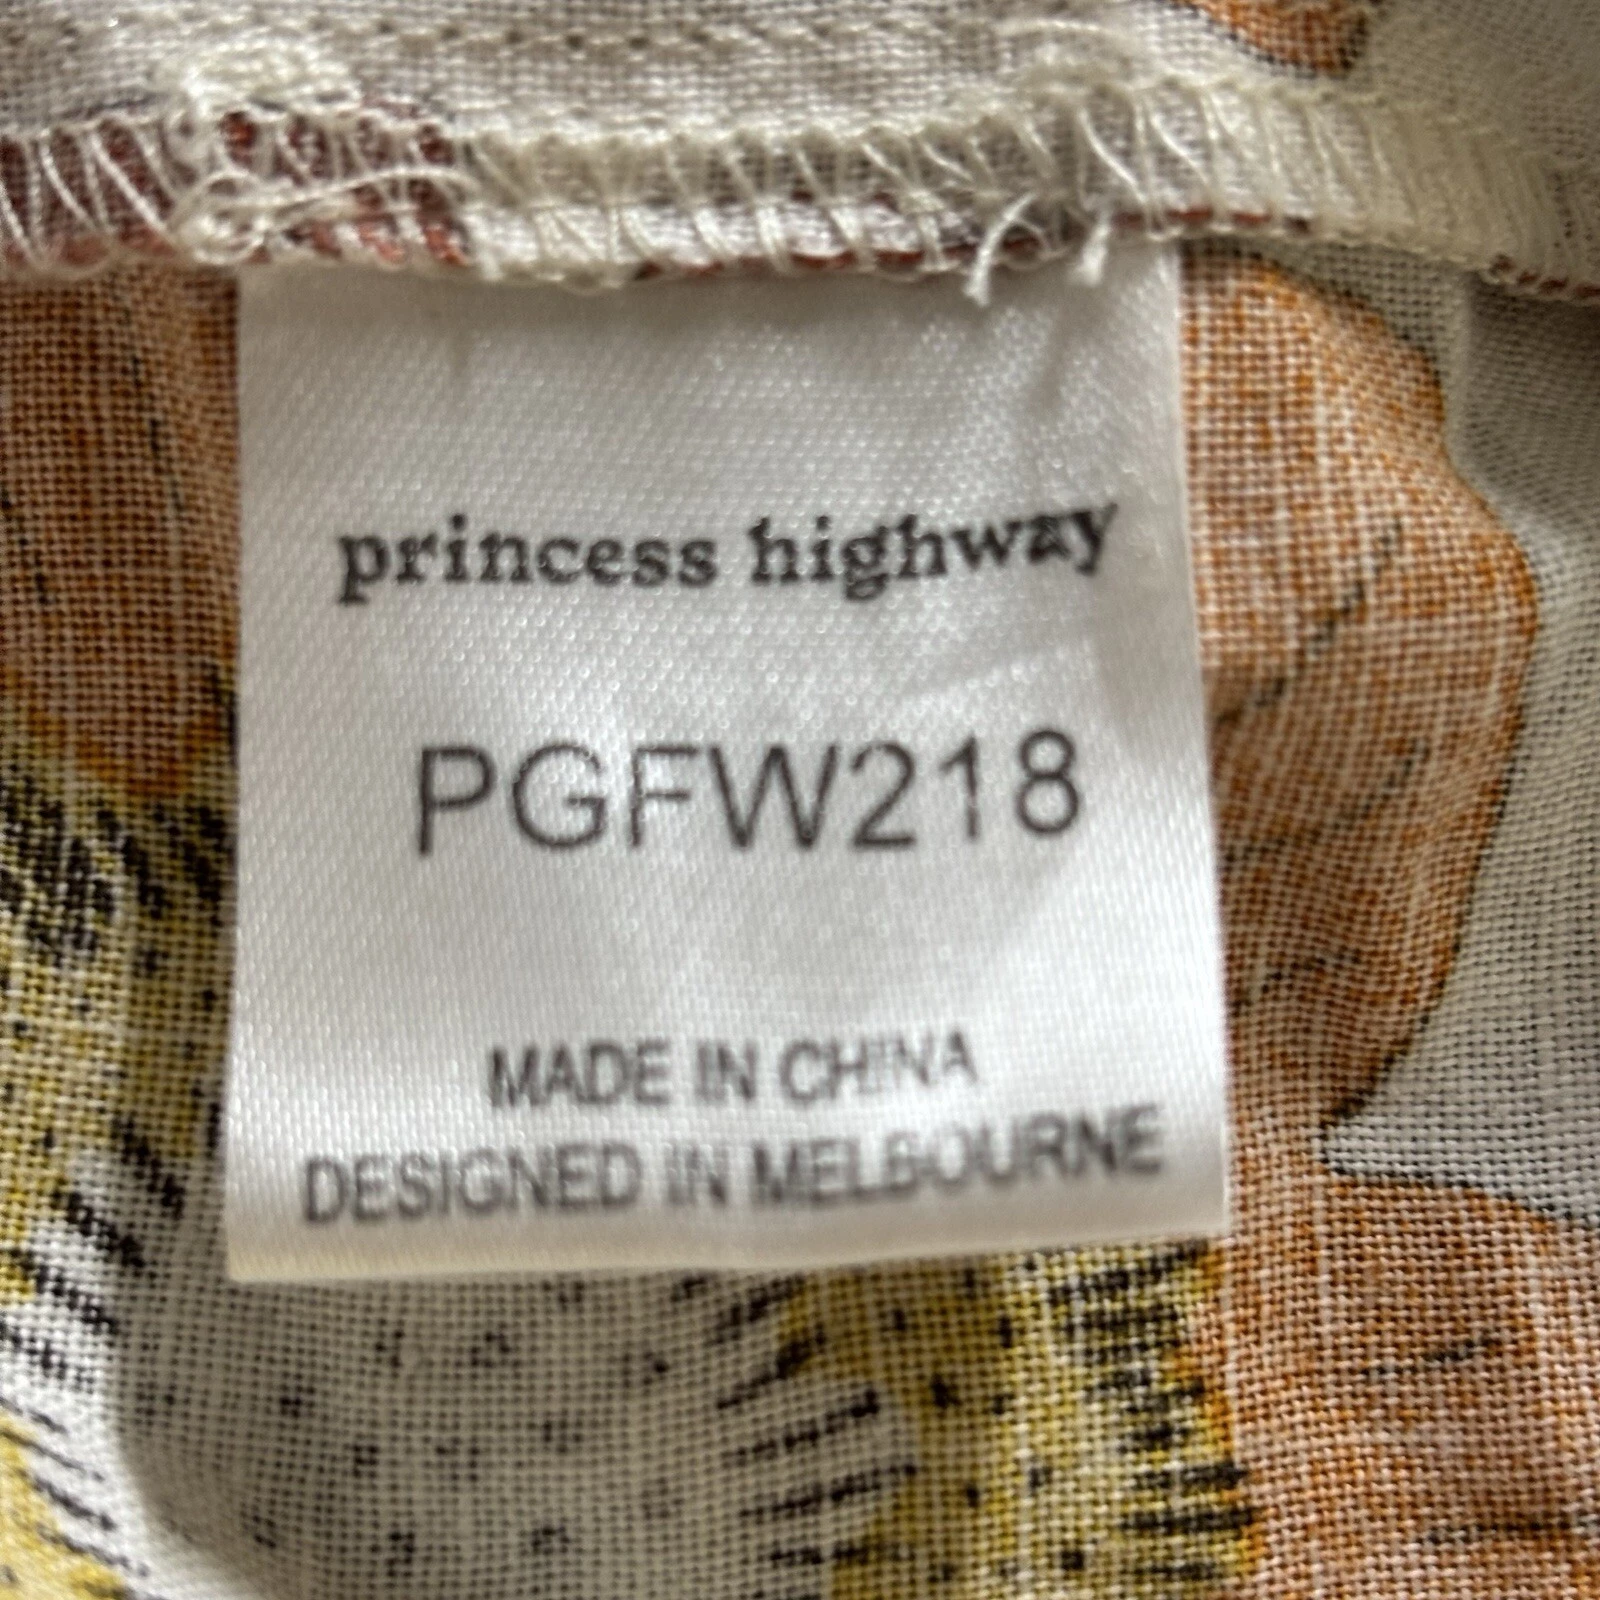 princess highway
PGFW218
MADE IN CHINA
DESIGNED IN MELBOURNE